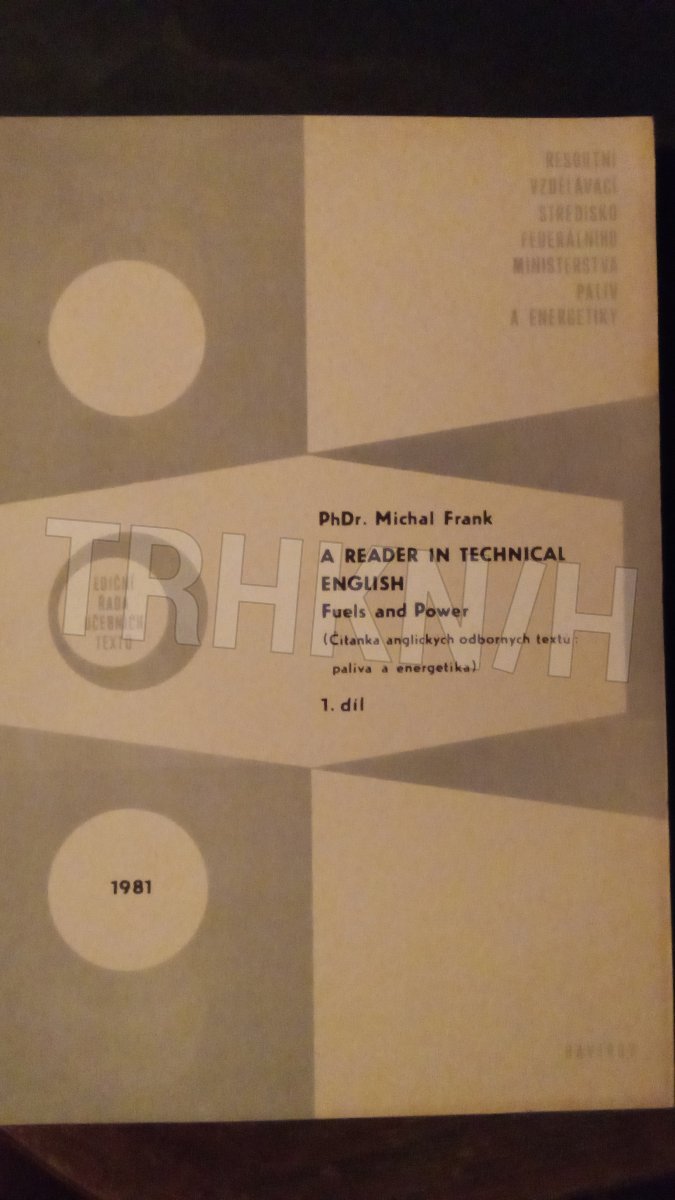 RESORTNÍ
VZDĚLÁVACÍ
STŘEDISKO
FEDERÁLNÍHO
MINISTERSTVA
PALIV
A ENERGETIKY
PhDr. Michal Frank
A READER IN TECHNICAL
ENGLISH
Fuels and Power
(Čítanka anglických odborných textů:
paliva a energetika)
1. díl
EDIČNÍ
ŘADA
UČEBNÍCH
TEXTŮ
TRHKN/H
1981
HAVÍŘOV